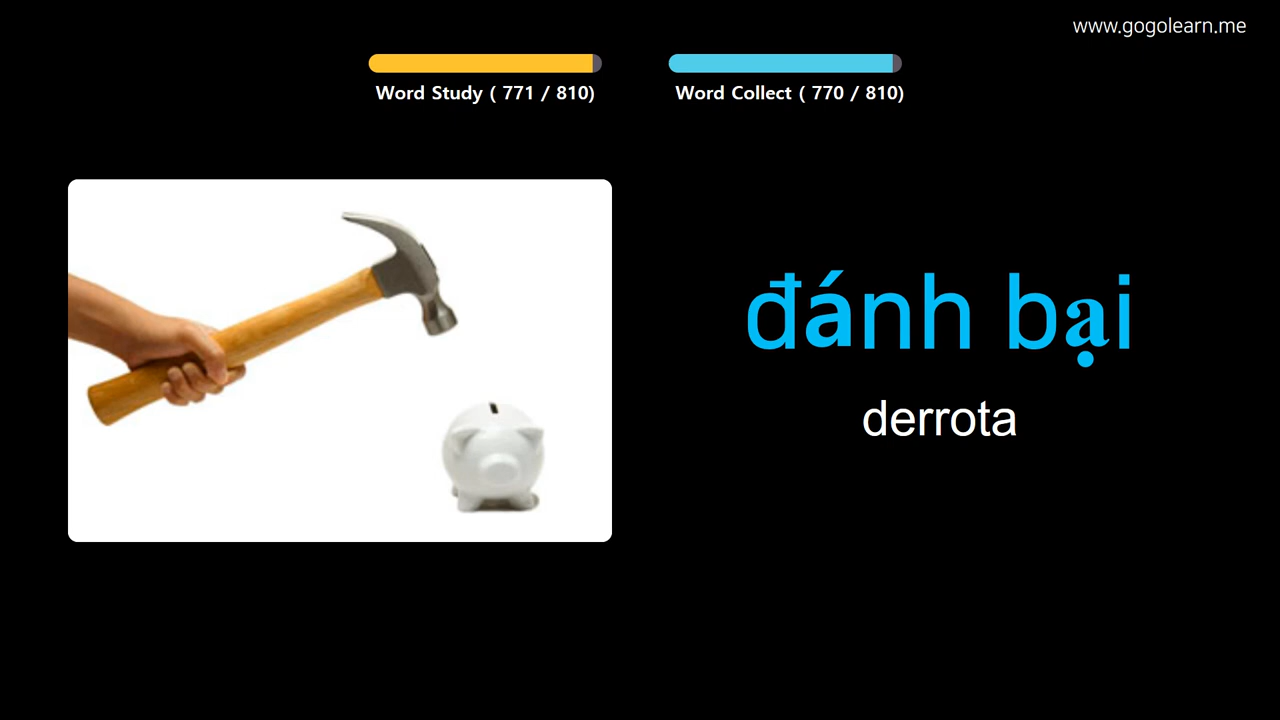 www.gogolearn.me
Word Study ( 771 / 810)
Word Collect ( 770 / 810)
đánh bại
derrota